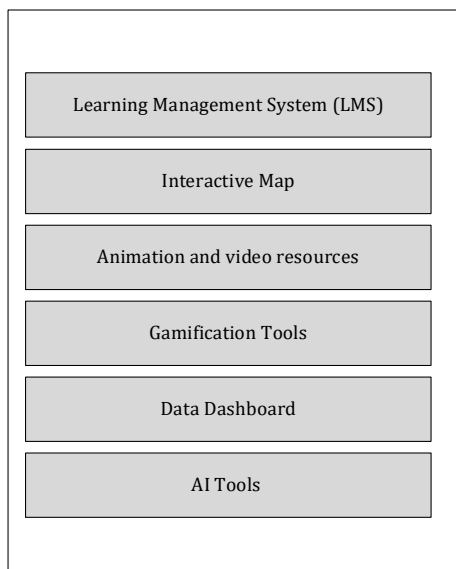 Learning Management System (LMS)
Interactive Map
Animation and video resources
Gamification Tools
Data Dashboard
AI Tools